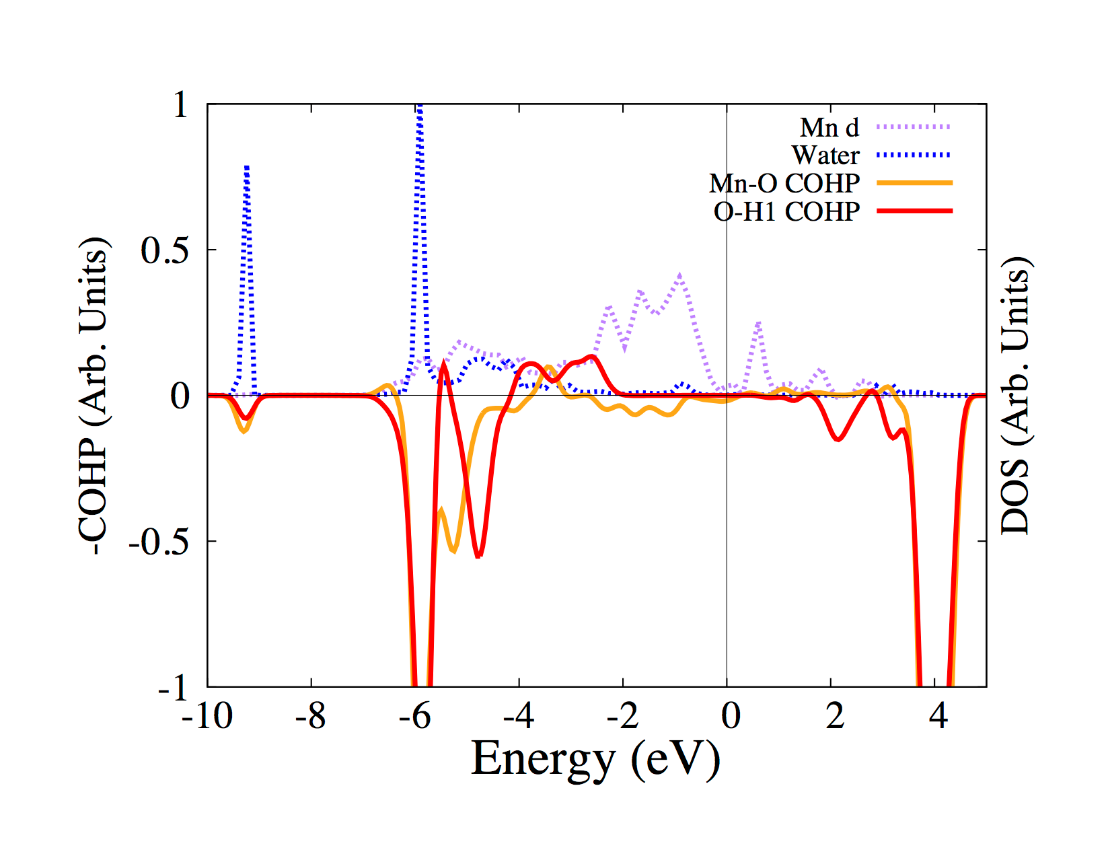 1
0.5
0
-0.5
-1
-COHP (Arb. Units)
Mn d
Water
Mn-O COHP
O-H1 COHP
DOS (Arb. Units)
-10 -8 -6 -4 -2 0 2 4
Energy (eV)